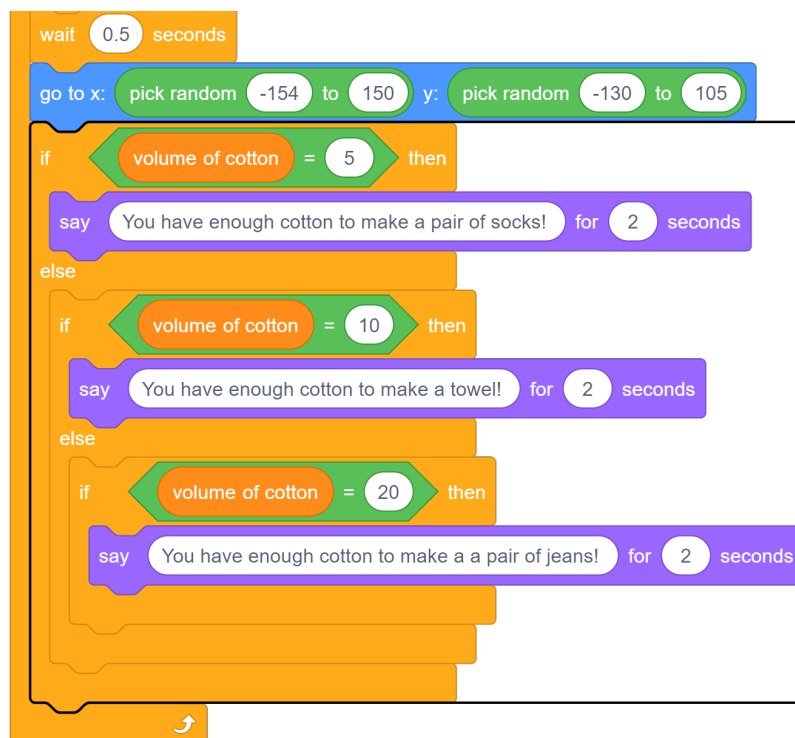 wait 0.5 seconds
go to x: pick random -154 to 150 y: pick random -130 to 105
if volume of cotton = 5 then
say You have enough cotton to make a pair of socks! for 2 seconds
else
if volume of cotton = 10 then
say You have enough cotton to make a towel! for 2 seconds
else
if volume of cotton = 20 then
say You have enough cotton to make a a pair of jeans! for 2 seconds